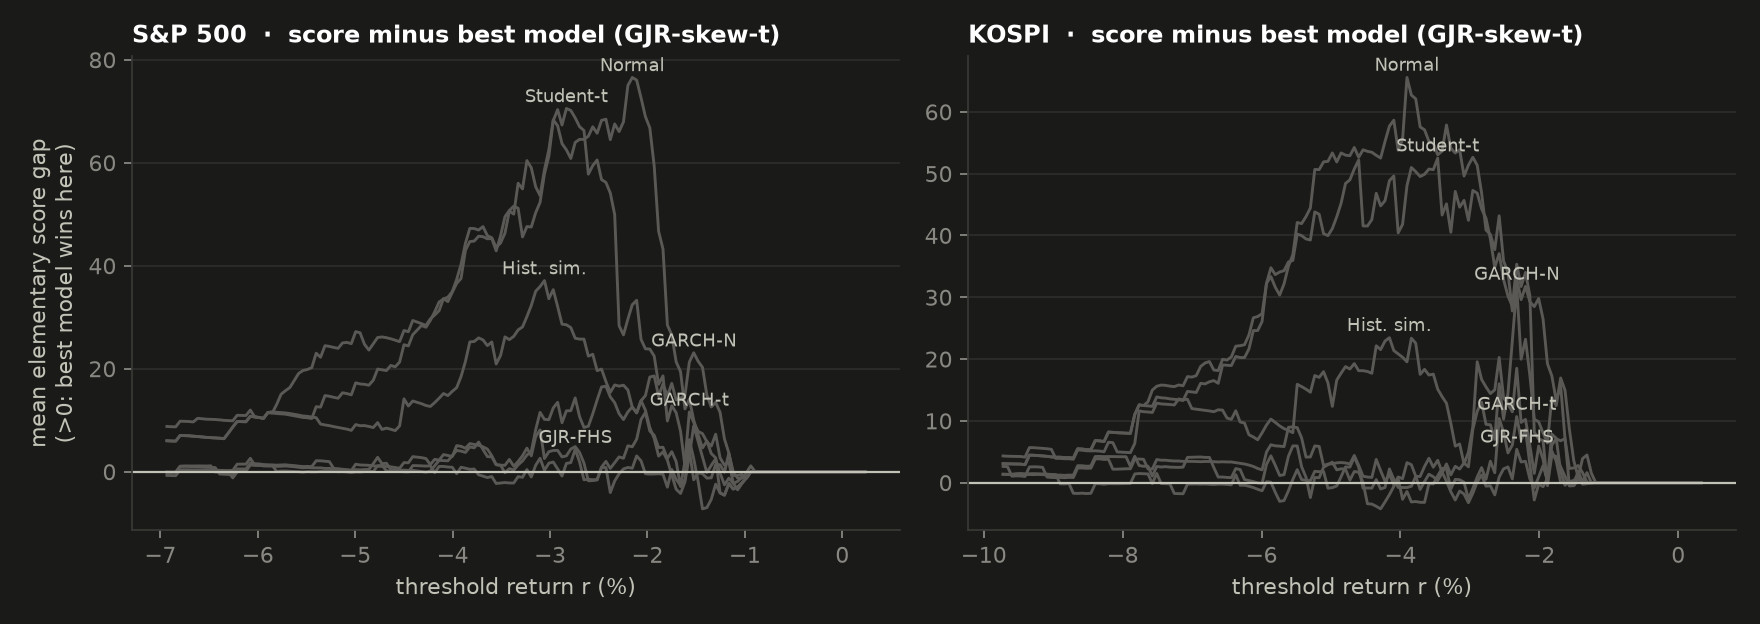 S&P 500 · score minus best model (GJR-skew-t)
mean elementary score gap
(>0: best model wins here)
80
60
40
20
0
Normal
Student-t
Hist. sim.
GARCH-N
GARCH-t
GJR-FHS
−7
−6
−5
−4
−3
−2
−1
0
threshold return r (%)
KOSPI · score minus best model (GJR-skew-t)
60
50
40
30
20
10
0
Normal
Student-t
GARCH-N
Hist. sim.
GARCH-t
GJR-FHS
−10
−8
−6
−4
−2
0
threshold return r (%)